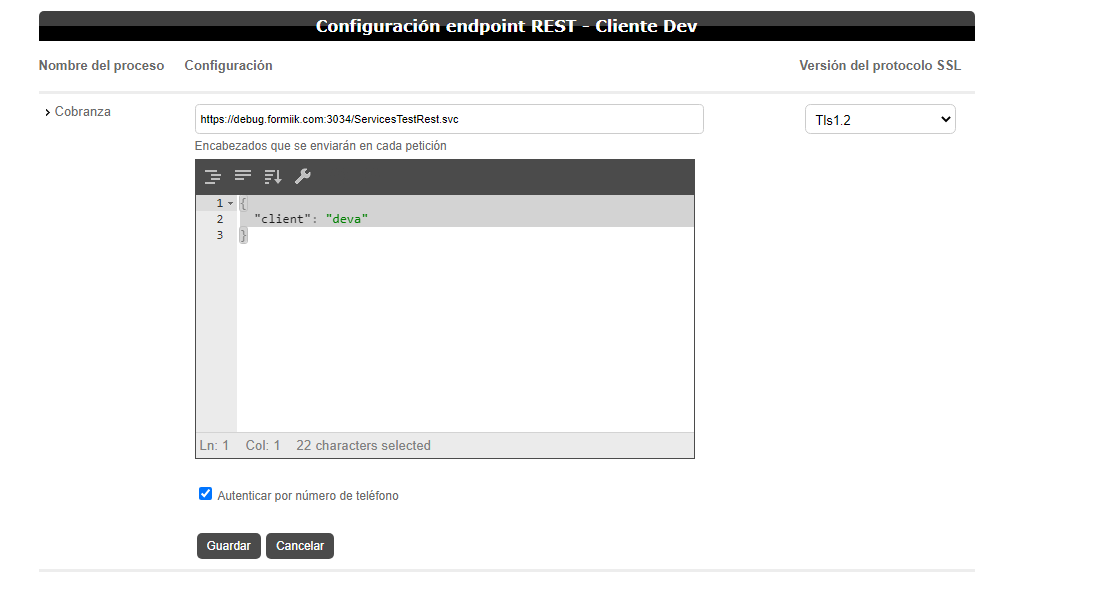 Configuración endpoint REST - Cliente Dev
Nombre del proceso Configuración Versión del protocolo SSL
Cobranza
https://debug.formiik.com:3034/ServicesTestRest.svc
Tls1.2
Encabezados que se enviarán en cada petición
1 {
2 "client": "deva"
3 }
Ln: 1 Col: 1 22 characters selected
Autenticar por número de teléfono
Guardar Cancelar